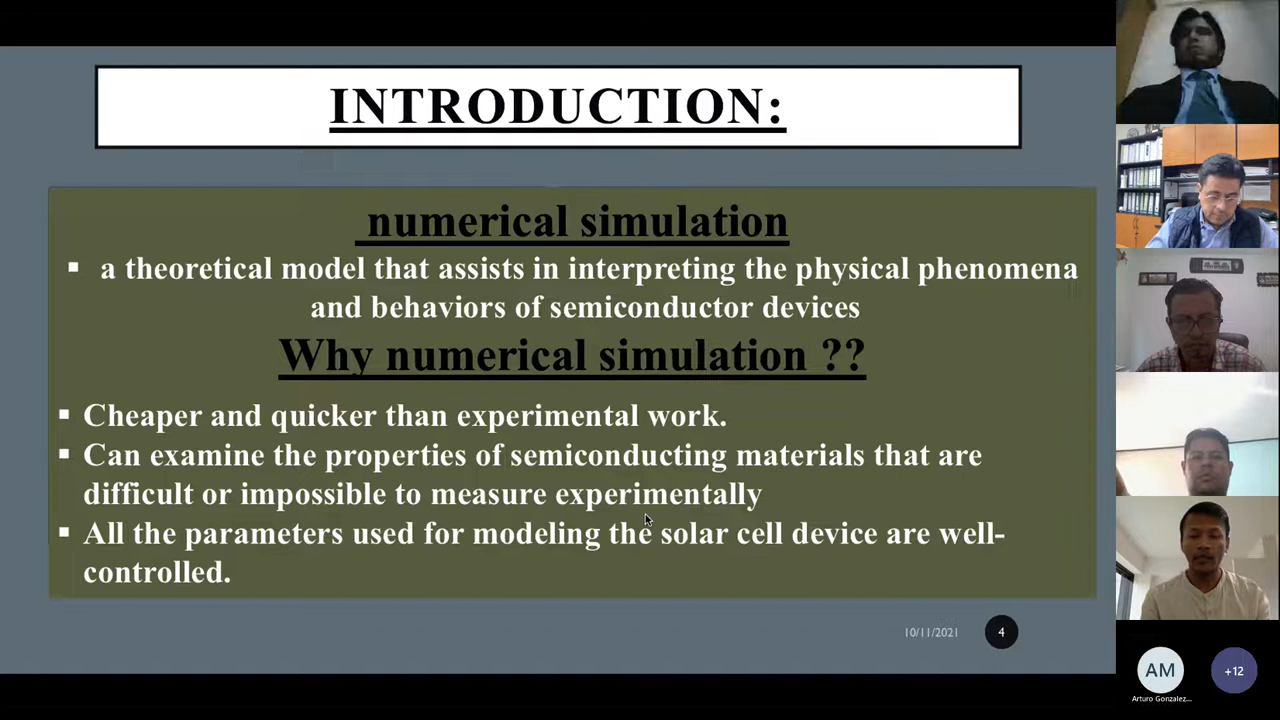 INTRODUCTION:
numerical simulation
▪ a theoretical model that assists in interpreting the physical phenomena
and behaviors of semiconductor devices
Why numerical simulation ??
▪ Cheaper and quicker than experimental work.
▪ Can examine the properties of semiconducting materials that are
difficult or impossible to measure experimentally
▪ All the parameters used for modeling the solar cell device are well-
controlled.
10/11/2021
4
AM
+12
Arturo Gonzalez...